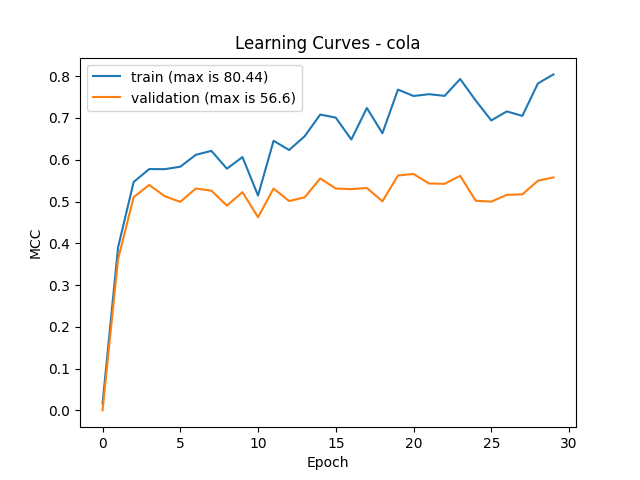 Learning Curves - cola
train (max is 80.44)
validation (max is 56.6)
MCC
0.8
0.7
0.6
0.5
0.4
0.3
0.2
0.1
0.0
0 5 10 15 20 25 30
Epoch